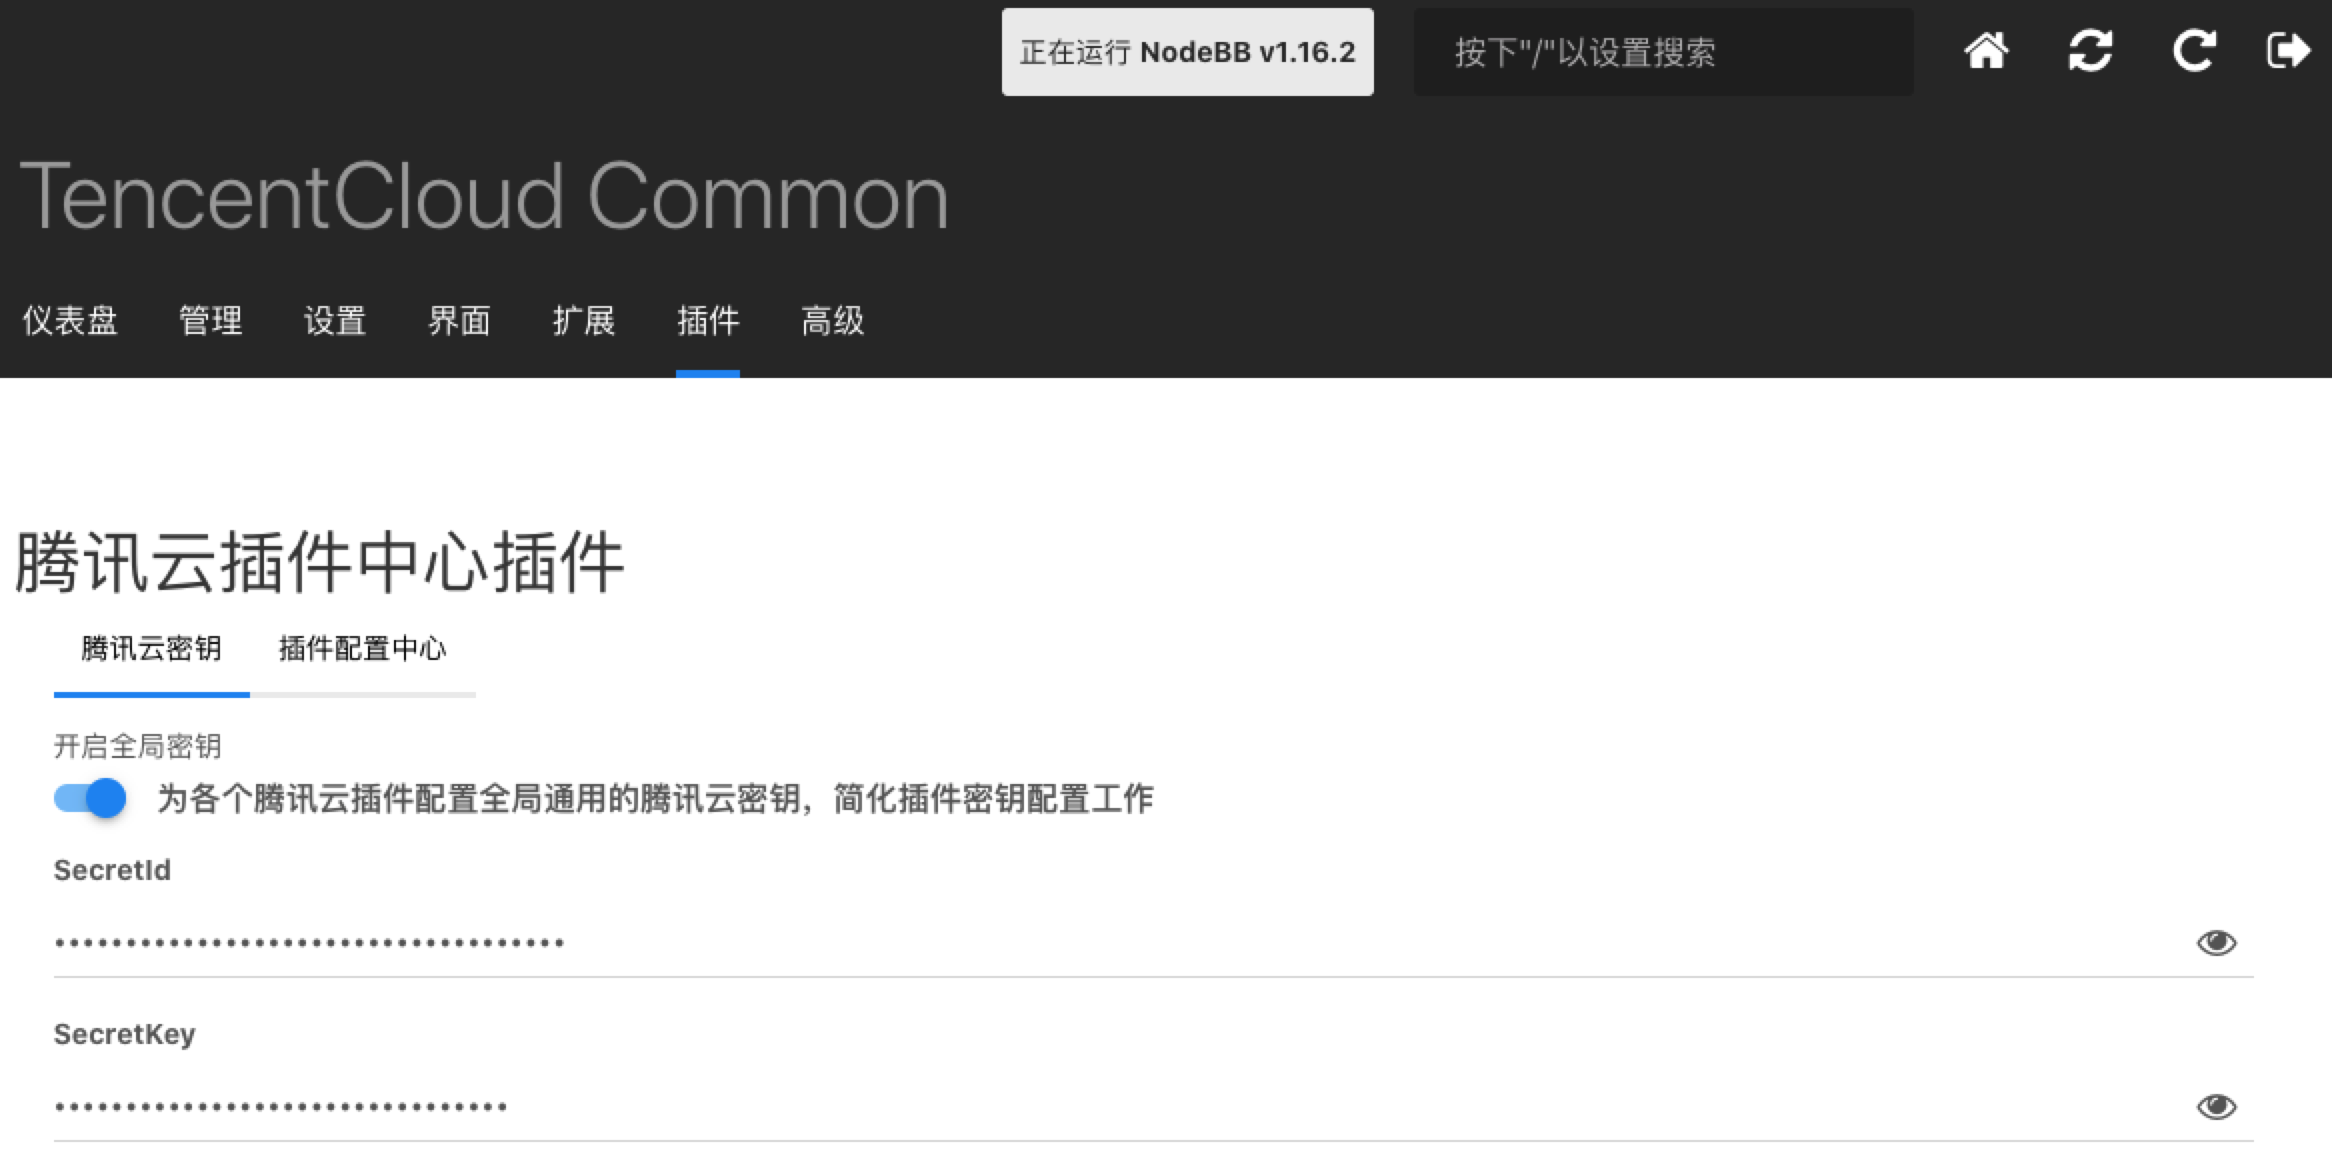 正在运行 NodeBB v1.16.2
按下"/"以设置搜索
TencentCloud Common
仪表盘 管理 设置 界面 扩展 插件 高级
腾讯云插件中心插件
腾讯云密钥 插件配置中心
开启全局密钥
为各个腾讯云插件配置全局通用的腾讯云密钥，简化插件密钥配置工作
SecretId
SecretKey